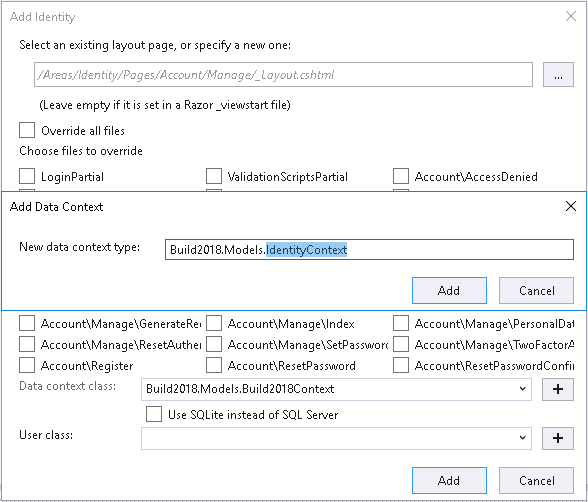 Add Identity
Select an existing layout page, or specify a new one:
/Areas/Identity/Pages/Account/Manage/_Layout.cshtml
...
(Leave empty if it is set in a Razor _viewstart file)
Override all files
Choose files to override
LoginPartial ValidationScriptsPartial Account\AccessDenied
Add Data Context
New data context type: Build2018.Models.IdentityContext
Add Cancel
Account\Manage\GenerateRe Account\Manage\Index Account\Manage\PersonalDat
Account\Manage\ResetAuther Account\Manage\SetPassword Account\Manage\TwoFactorA
Account\Register Account\ResetPassword Account\ResetPasswordConfir
Data context class: Build2018.Models.Build2018Context +
Use SQLite instead of SQL Server
User class: +
Add Cancel